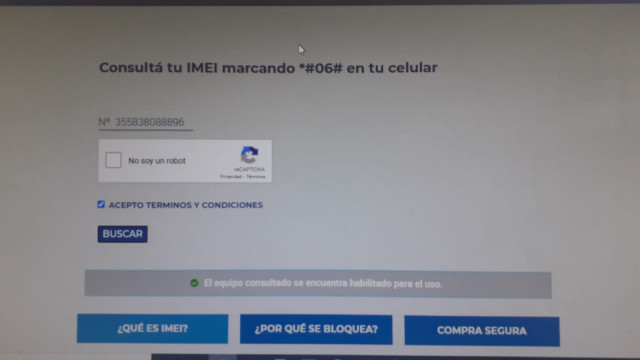 Consultá tu IMEI marcando *#06# en tu celular
Nº 355838088896
No soy un robot
reCAPTCHA
Privacidad - Términos
ACEPTO TERMINOS Y CONDICIONES
BUSCAR
El equipo consultado se encuentra habilitado para el uso.
¿QUÉ ES IMEI?
¿POR QUÉ SE BLOQUEA?
COMPRA SEGURA